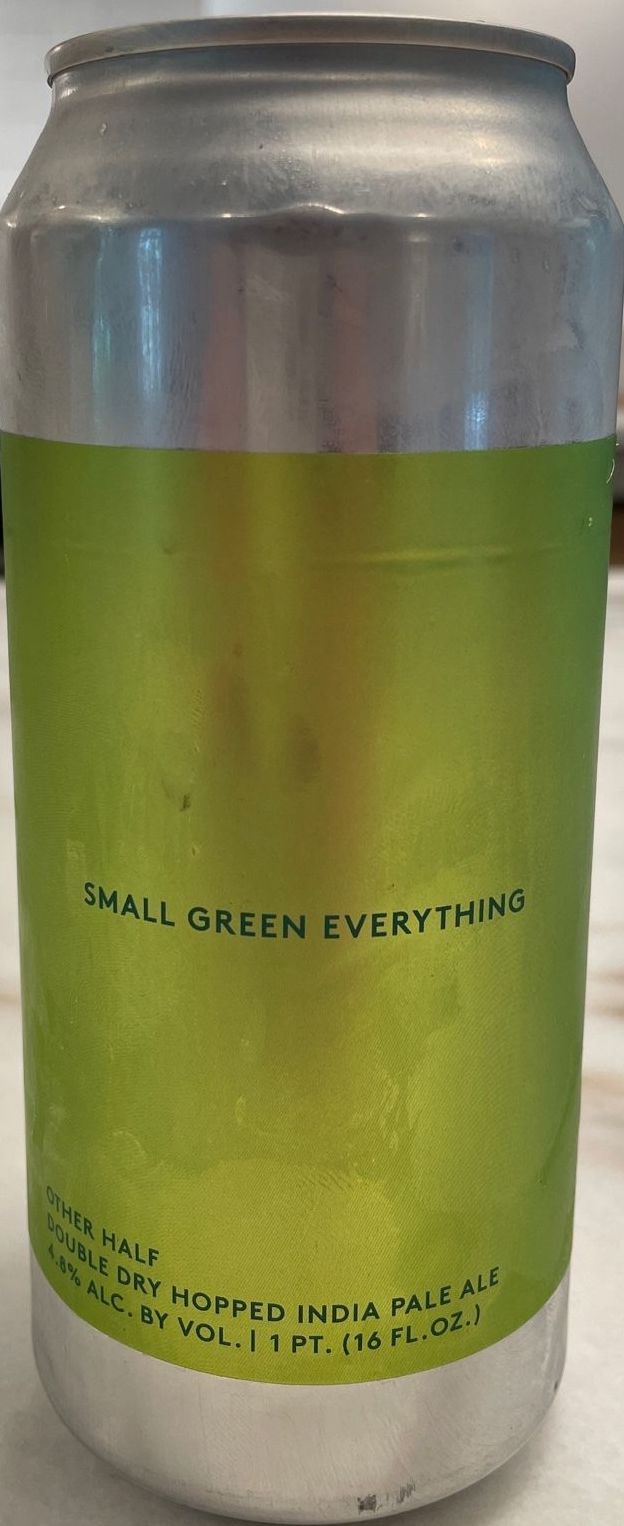 SMALL GREEN EVERYTHING
OTHER HALF
DOUBLE DRY HOPPED INDIA PALE ALE
4.8% ALC. BY VOL. | 1 PT. (16 FL.OZ.)